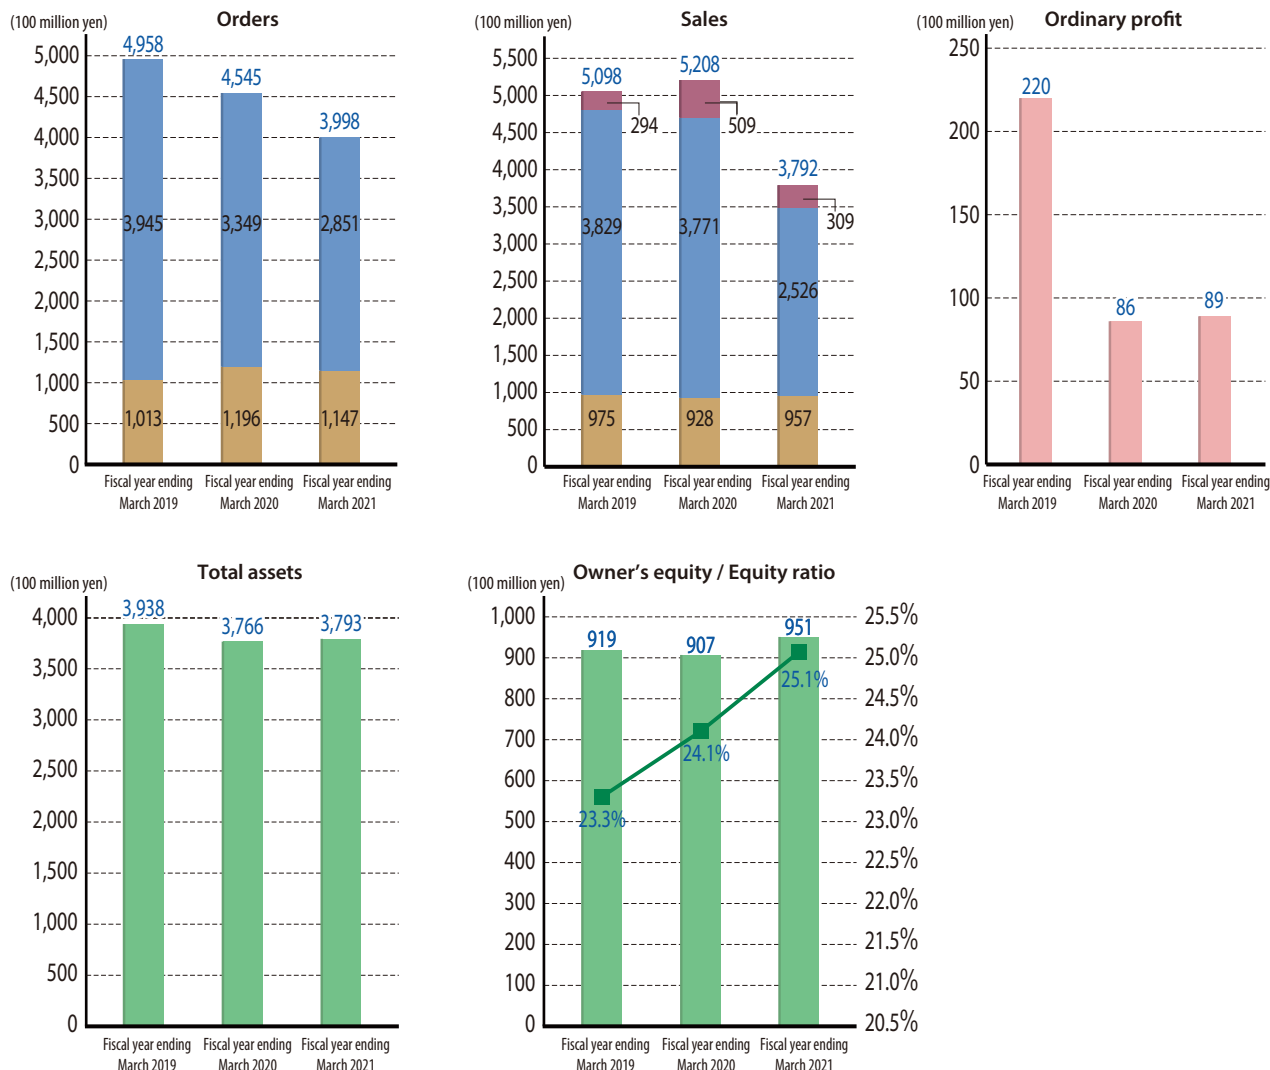 Orders
(100 million yen)
5,000
4,500
4,000
3,500
3,000
2,500
2,000
1,500
1,000
500
0
4,958
4,545
3,998
3,945
3,349
2,851
1,013
1,196
1,147
Fiscal year ending
March 2019
Fiscal year ending
March 2020
Fiscal year ending
March 2021
Sales
(100 million yen)
5,500
5,000
4,500
4,000
3,500
3,000
2,500
2,000
1,500
1,000
500
0
5,098
5,208
3,792
294
509
309
3,829
3,771
2,526
975
928
957
Fiscal year ending
March 2019
Fiscal year ending
March 2020
Fiscal year ending
March 2021
Ordinary profit
(100 million yen)
250
200
150
100
50
0
220
86
89
Fiscal year ending
March 2019
Fiscal year ending
March 2020
Fiscal year ending
March 2021
Total assets
(100 million yen)
4,000
3,500
3,000
2,500
2,000
1,500
1,000
500
0
3,938
3,766
3,793
Fiscal year ending
March 2019
Fiscal year ending
March 2020
Fiscal year ending
March 2021
Owner's equity / Equity ratio
(100 million yen)
1,000
900
800
700
600
500
400
300
200
100
0
919
907
951
23.3%
24.1%
25.1%
25.5%
25.0%
24.5%
24.0%
23.5%
23.0%
22.5%
22.0%
21.5%
21.0%
20.5%
Fiscal year ending
March 2019
Fiscal year ending
March 2020
Fiscal year ending
March 2021